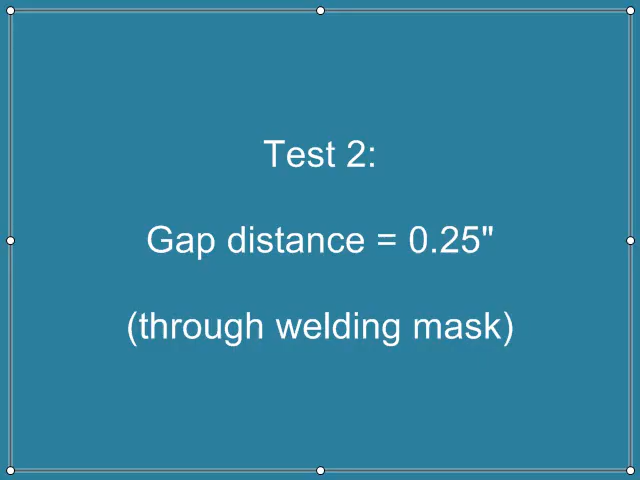 Test 2:
Gap distance = 0.25"
(through welding mask)